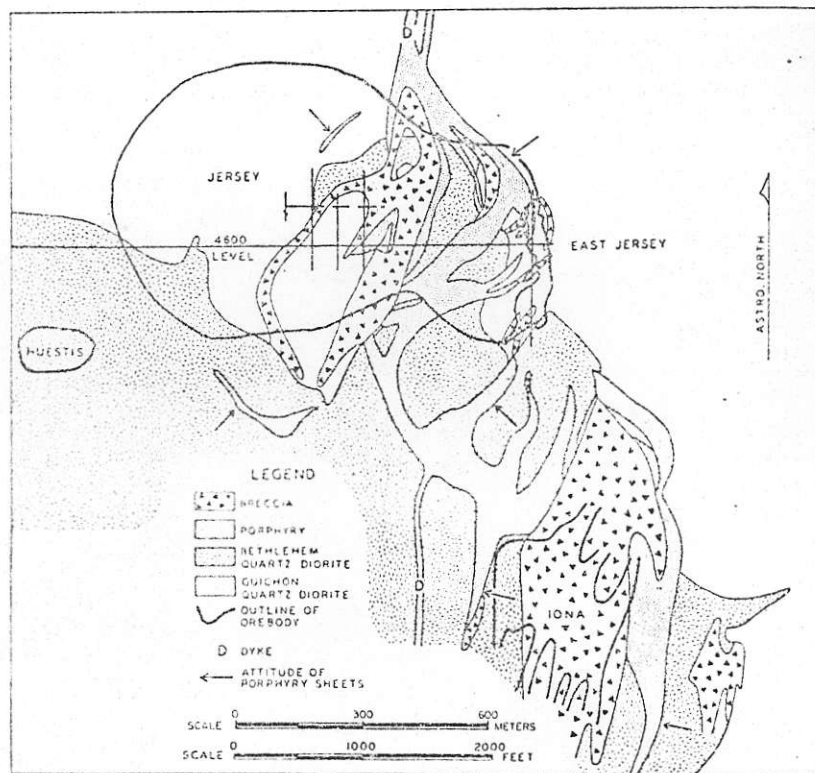 D
JERSEY
4600
LEVEL
EAST JERSEY
ASTRO. NORTH
HUESTIS
LEGEND
BRECCIA
PORPHYRY
BETHLEHEM
QUARTZ DIORITE
GUICHON
QUARTZ DIORITE
OUTLINE OF
OREBODY
D DYKE
ATTITUDE OF
PORPHYRY SHEETS
D
IONA
0 300 600
SCALE METERS
0 1000 2000
SCALE FEET